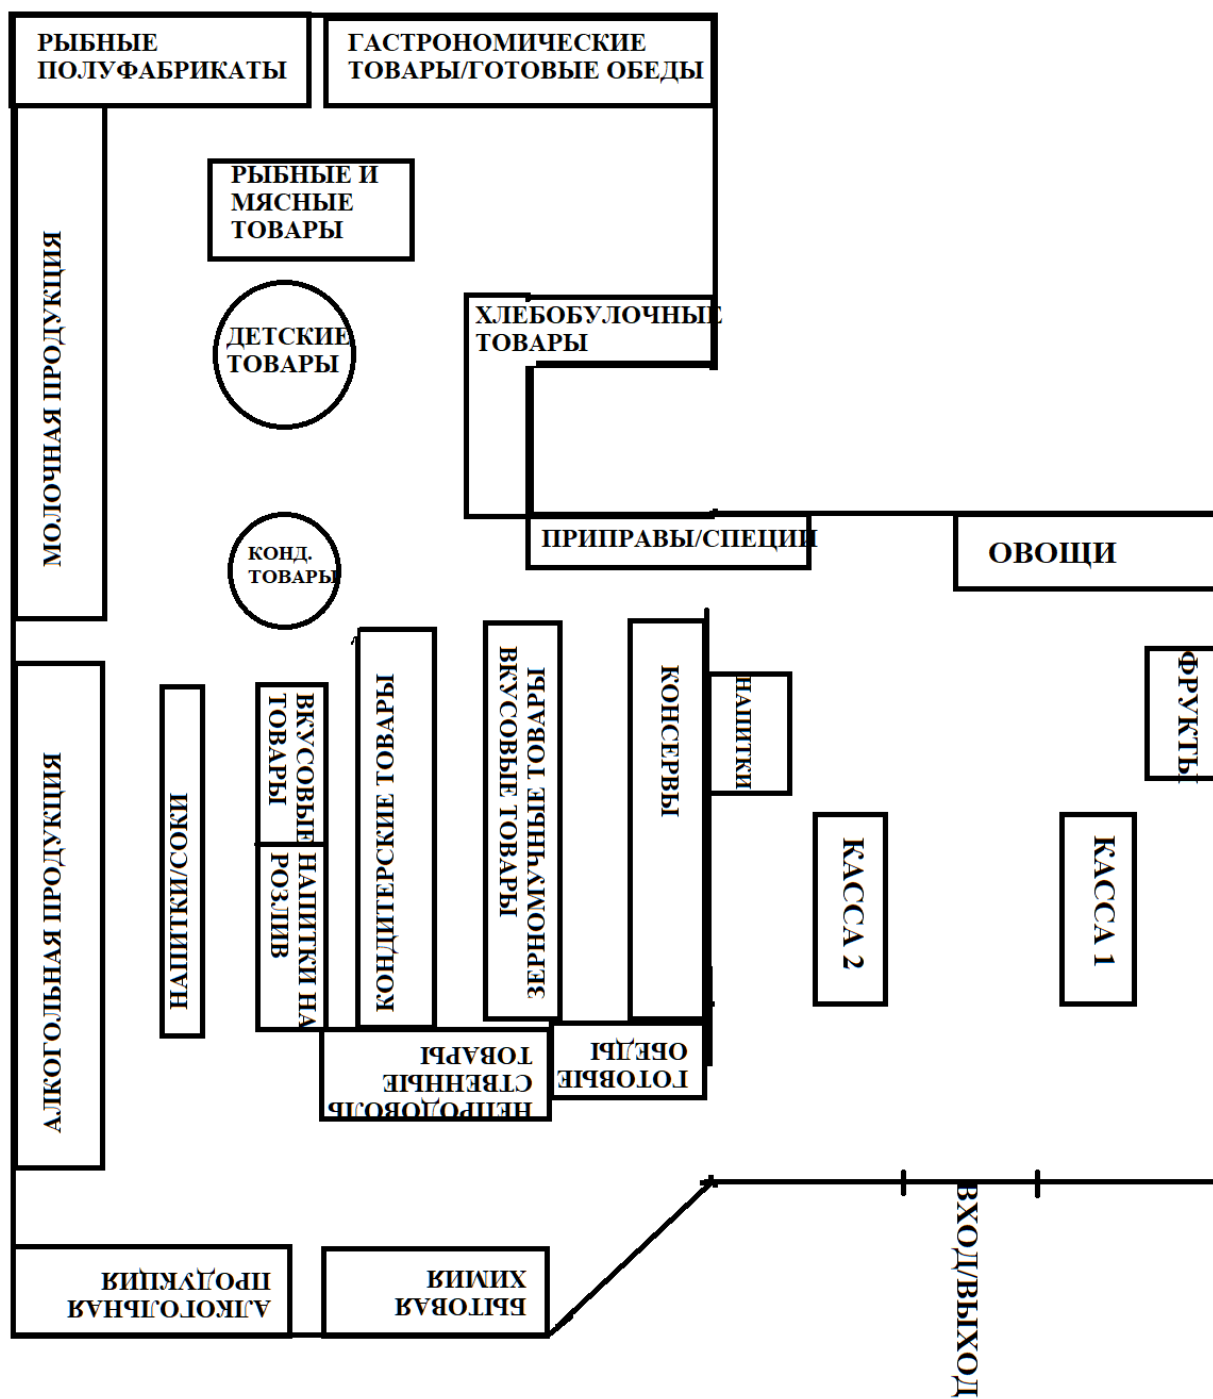 РЫБНЫЕ
ПОЛУФАБРИКАТЫ
ГАСТРОНОМИЧЕСКИЕ
ТОВАРЫ/ГОТОВЫЕ ОБЕДЫ
РЫБНЫЕ И
МЯСНЫЕ
ТОВАРЫ
МОЛОЧНАЯ ПРОДУКЦИЯ
ДЕТСКИЕ
ТОВАРЫ
ХЛЕБОБУЛОЧНЫЕ
ТОВАРЫ
КОНД.
ТОВАРЫ
ПРИПРАВЫ/СПЕЦИИ
ОВОЩИ
ФРУКТЫ
АЛКОГОЛЬНАЯ ПРОДУКЦИЯ
НАПИТКИ/СОКИ
ВКУСОВЫЕ
ТОВАРЫ
НАПИТКИ НА
РОЗЛИВ
КОНДИТЕРСКИЕ ТОВАРЫ
ЗЕРНОМУЧНЫЕ ТОВАРЫ
ВКУСОВЫЕ ТОВАРЫ
КОНСЕРВЫ
НАПИТКИ
КАССА 2
КАССА 1
НЕПРОДОВОЛЬ
СТВЕННЫЕ
ТОВАРЫ
ГОТОВЫЕ
ОБЕДЫ
АЛКОГОЛЬНАЯ
ПРОДУКЦИЯ
БЫТОВАЯ
ХИМИЯ
ВХОД/ВЫХОД